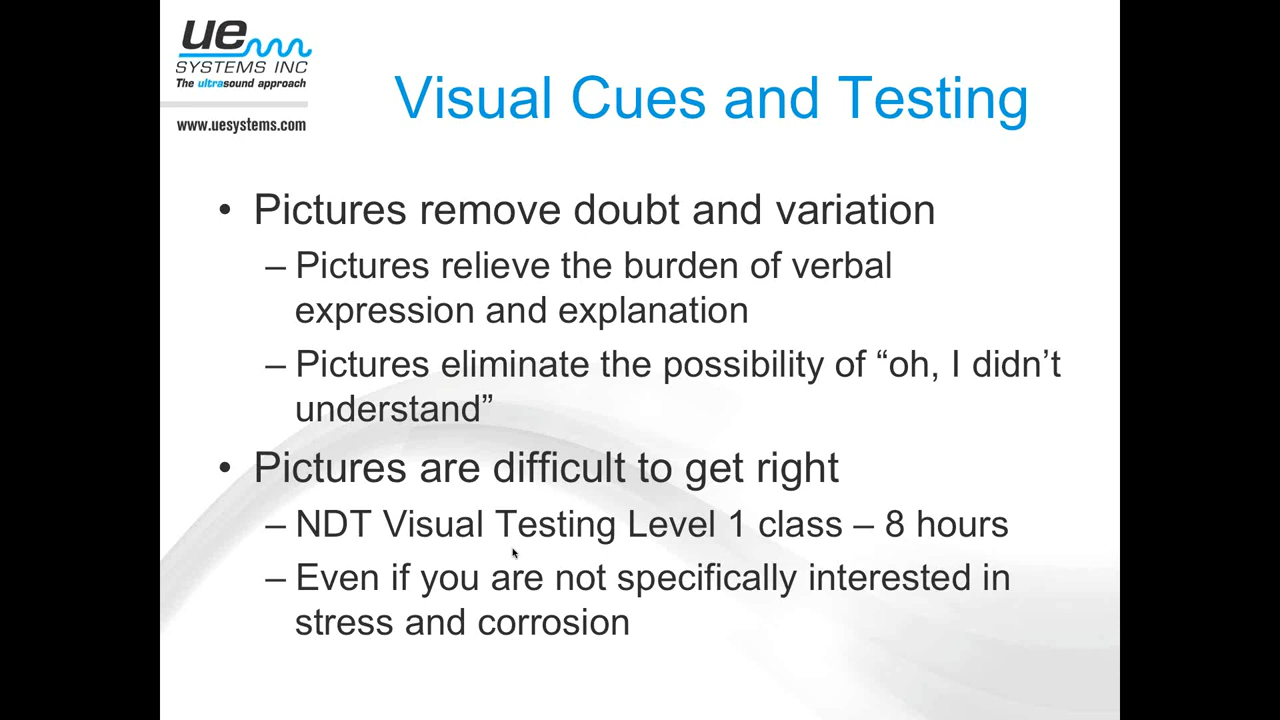 ue
SYSTEMS INC
The ultrasound approach
www.uesystems.com
Visual Cues and Testing
• Pictures remove doubt and variation
– Pictures relieve the burden of verbal
expression and explanation
– Pictures eliminate the possibility of “oh, I didn’t
understand”
• Pictures are difficult to get right
– NDT Visual Testing Level 1 class – 8 hours
– Even if you are not specifically interested in
stress and corrosion